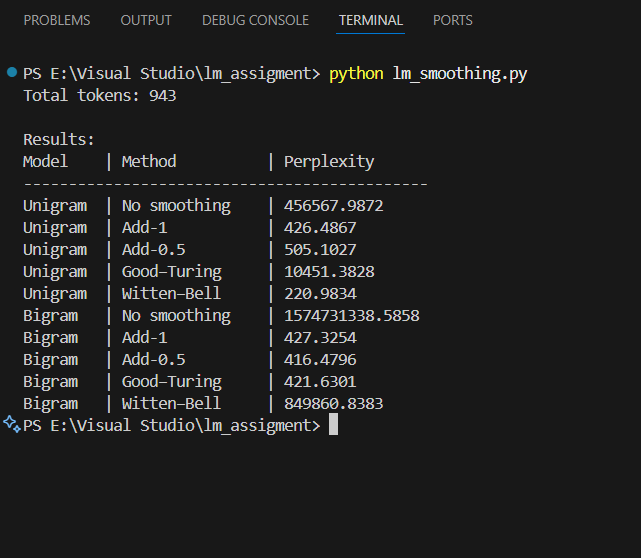 PROBLEMS OUTPUT DEBUG CONSOLE TERMINAL PORTS
PS E:\Visual Studio\lm_assigment> python lm_smoothing.py
Total tokens: 943
Results:
Model | Method | Perplexity
---------------------------------------------
Unigram | No smoothing | 456567.9872
Unigram | Add-1 | 426.4867
Unigram | Add-0.5 | 505.1027
Unigram | Good–Turing | 10451.3828
Unigram | Witten–Bell | 220.9834
Bigram | No smoothing | 1574731338.5858
Bigram | Add-1 | 427.3254
Bigram | Add-0.5 | 416.4796
Bigram | Good–Turing | 421.6301
Bigram | Witten–Bell | 849860.8383
PS E:\Visual Studio\lm_assigment>